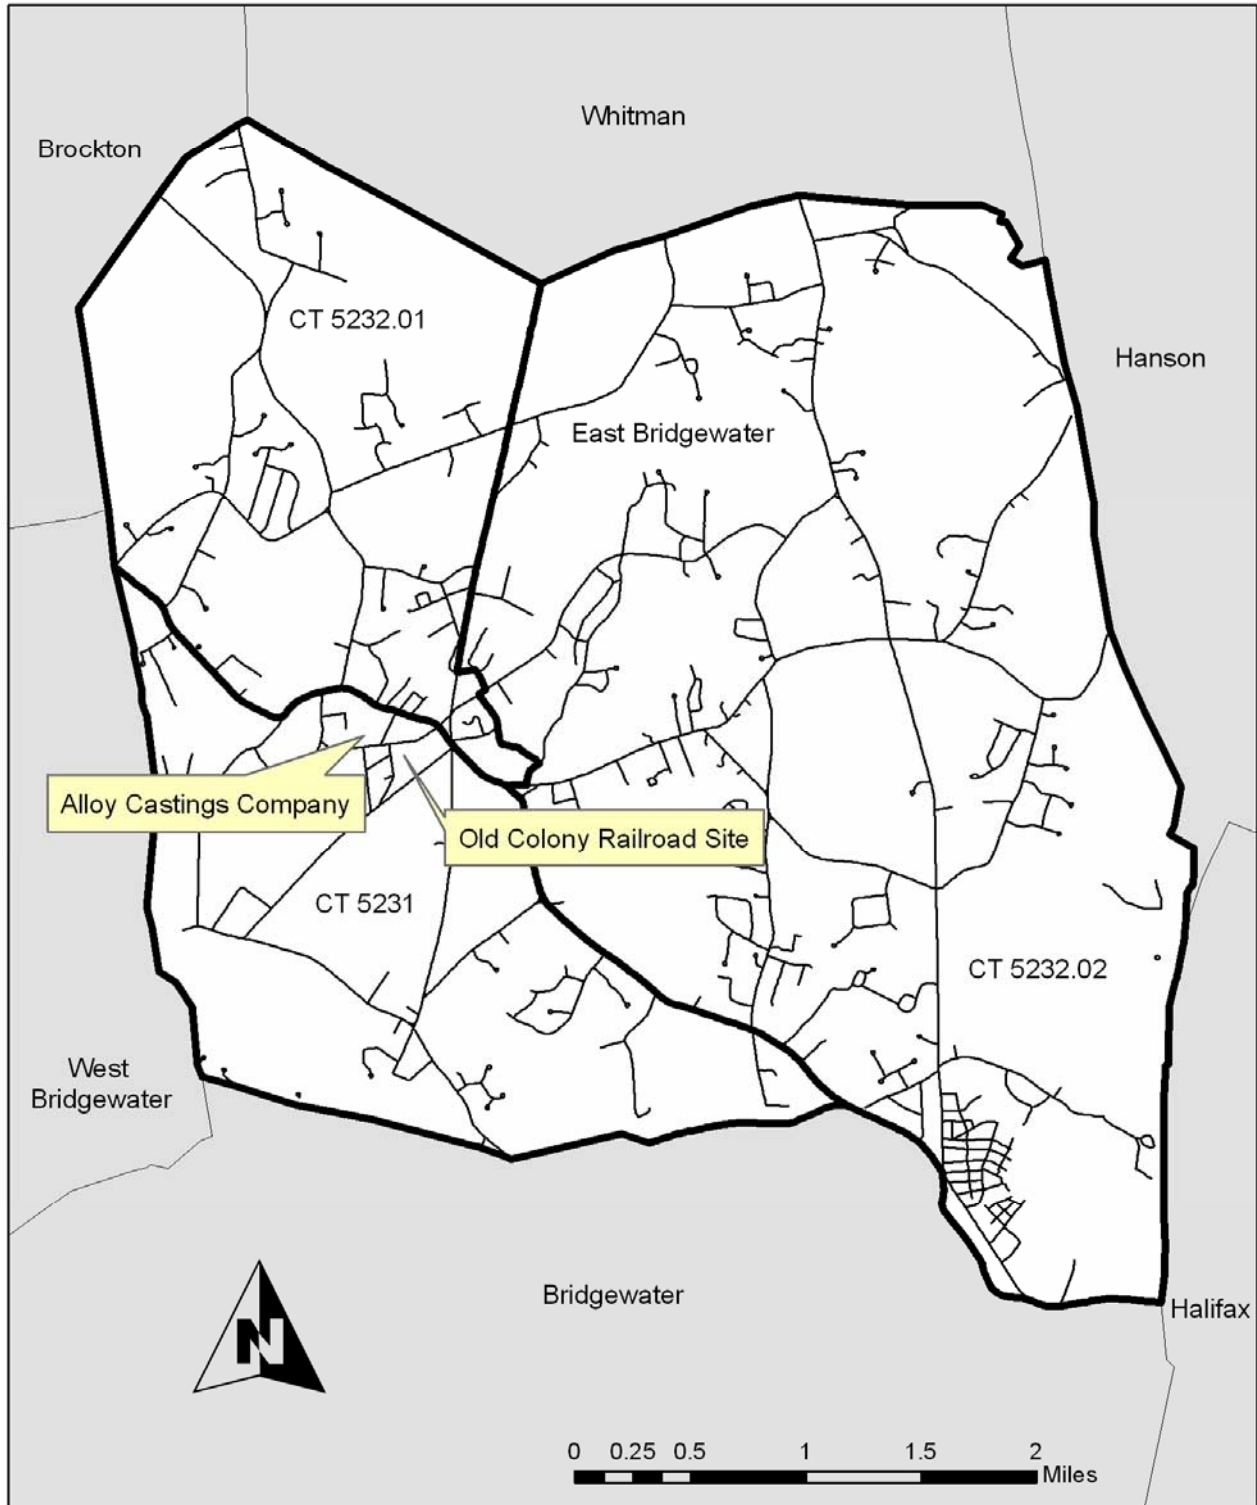 Whitman
Brockton
CT 5232.01
Hanson
East Bridgewater
Alloy Castings Company
Old Colony Railroad Site
CT 5231
CT 5232.02
West
Bridgewater
Bridgewater
Halifax
N
0 0.25 0.5 1 1.5 2
Miles